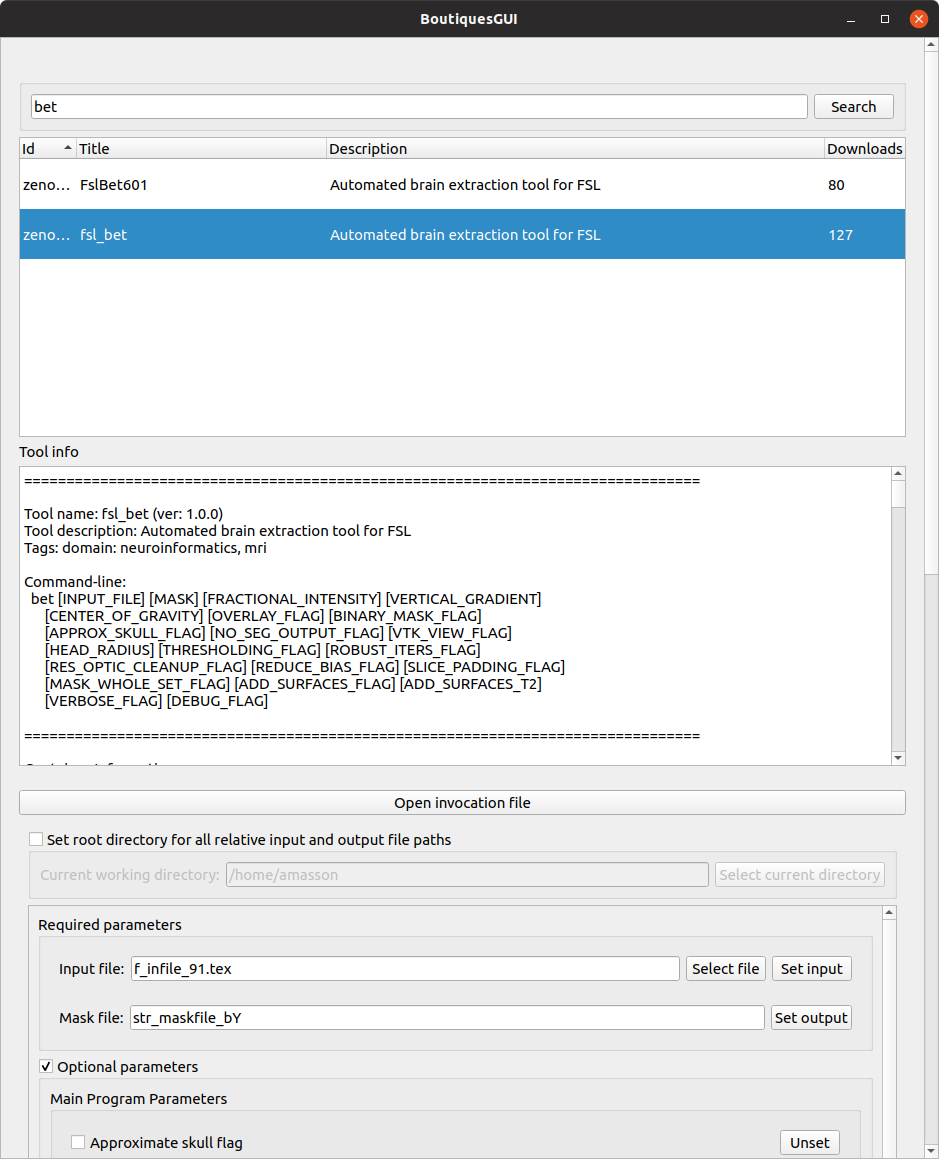 BoutiquesGUI
bet Search
Id Title Description Downloads
zeno... FslBet601 Automated brain extraction tool for FSL 80
zeno... fsl_bet Automated brain extraction tool for FSL 127
Tool info
================================================================================
Tool name: fsl_bet (ver: 1.0.0)
Tool description: Automated brain extraction tool for FSL
Tags: domain: neuroinformatics, mri
Command-line:
bet [INPUT_FILE] [MASK] [FRACTIONAL_INTENSITY] [VERTICAL_GRADIENT]
[CENTER_OF_GRAVITY] [OVERLAY_FLAG] [BINARY_MASK_FLAG]
[APPROX_SKULL_FLAG] [NO_SEG_OUTPUT_FLAG] [VTK_VIEW_FLAG]
[HEAD_RADIUS] [THRESHOLDING_FLAG] [ROBUST_ITERS_FLAG]
[RES_OPTIC_CLEANUP_FLAG] [REDUCE_BIAS_FLAG] [SLICE_PADDING_FLAG]
[MASK_WHOLE_SET_FLAG] [ADD_SURFACES_FLAG] [ADD_SURFACES_T2]
[VERBOSE_FLAG] [DEBUG_FLAG]
================================================================================
Open invocation file
Set root directory for all relative input and output file paths
Current working directory: /home/amasson Select current directory
Required parameters
Input file: f_infile_91.tex Select file Set input
Mask file: str_maskfile_bY Set output
Optional parameters
Main Program Parameters
Approximate skull flag Unset